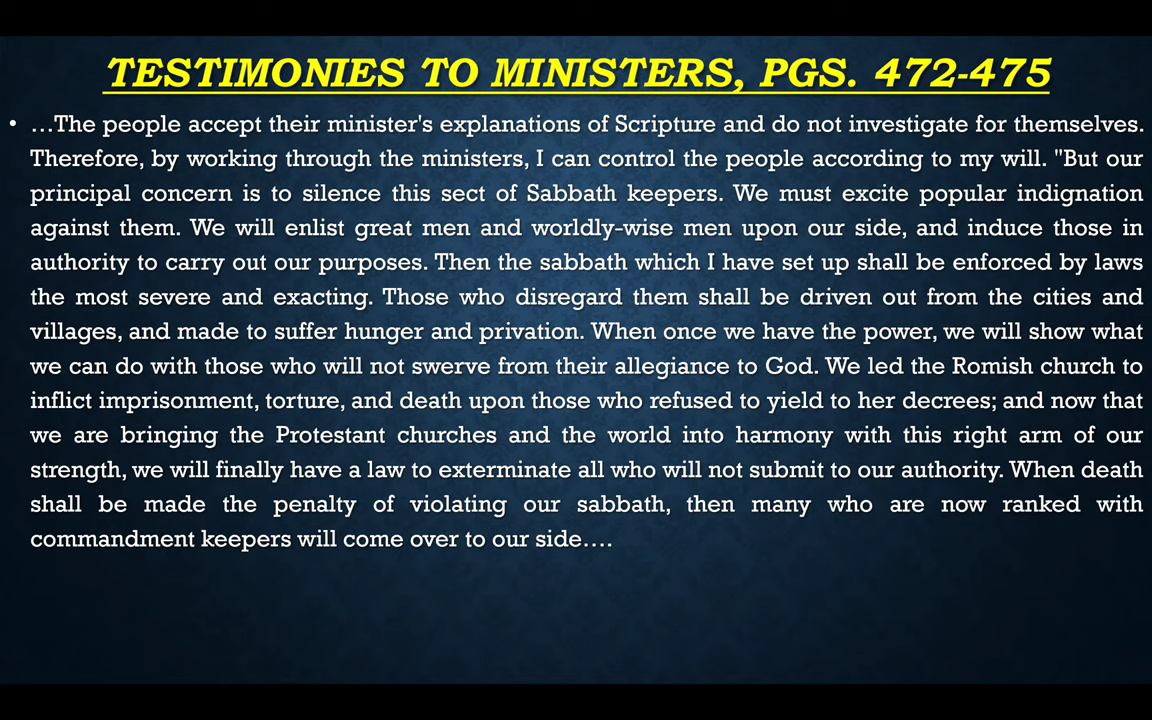 TESTIMONIES TO MINISTERS, PGS. 472-475
• …The people accept their minister's explanations of Scripture and do not investigate for themselves.
Therefore, by working through the ministers, I can control the people according to my will. "But our
principal concern is to silence this sect of Sabbath keepers. We must excite popular indignation
against them. We will enlist great men and worldly-wise men upon our side, and induce those in
authority to carry out our purposes. Then the sabbath which I have set up shall be enforced by laws
the most severe and exacting. Those who disregard them shall be driven out from the cities and
villages, and made to suffer hunger and privation. When once we have the power, we will show what
we can do with those who will not swerve from their allegiance to God. We led the Romish church to
inflict imprisonment, torture, and death upon those who refused to yield to her decrees; and now that
we are bringing the Protestant churches and the world into harmony with this right arm of our
strength, we will finally have a law to exterminate all who will not submit to our authority. When death
shall be made the penalty of violating our sabbath, then many who are now ranked with
commandment keepers will come over to our side….